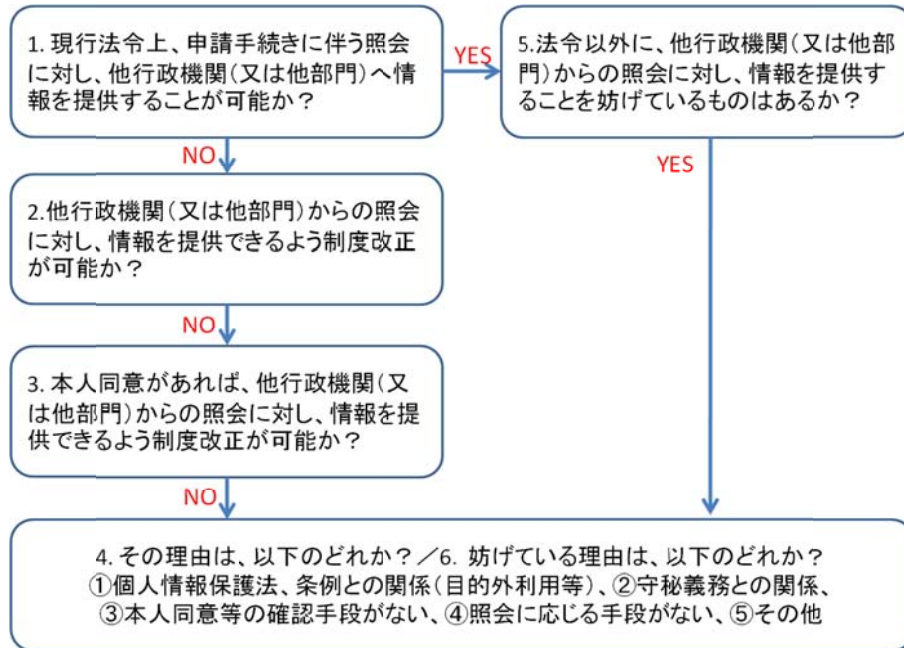 1. 現行法令上、申請手続きに伴う照会
に対し、他行政機関(又は他部門)へ情
報を提供することが可能か？
YES
5.法令以外に、他行政機関(又は他部
門)からの照会に対し、情報を提供す
ることを妨げているものはあるか？
NO
YES
2.他行政機関(又は他部門)からの照会
に対し、情報を提供できるよう制度改正
が可能か？
NO
3. 本人同意があれば、他行政機関(又
は他部門)からの照会に対し、情報を提
供できるよう制度改正が可能か？
NO
4. その理由は、以下のどれか？／6. 妨げている理由は、以下のどれか？
①個人情報保護法、条例との関係(目的外利用等)、②守秘義務との関係、
③本人同意等の確認手段がない、④照会に応じる手段がない、⑤その他